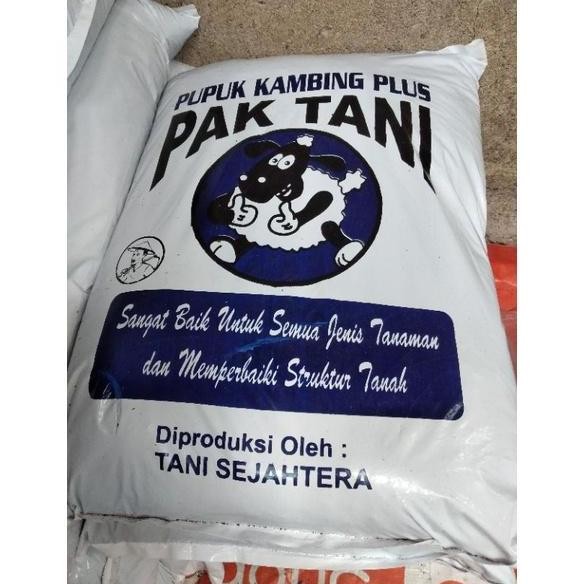 PUPUK KAMBING PLUS
PAK TANI
Sangat Baik Untuk Semua Jenis Tanaman
dan Memperbaiki Struktur Tanah
Diproduksi Oleh :
TANI SEJAHTERA